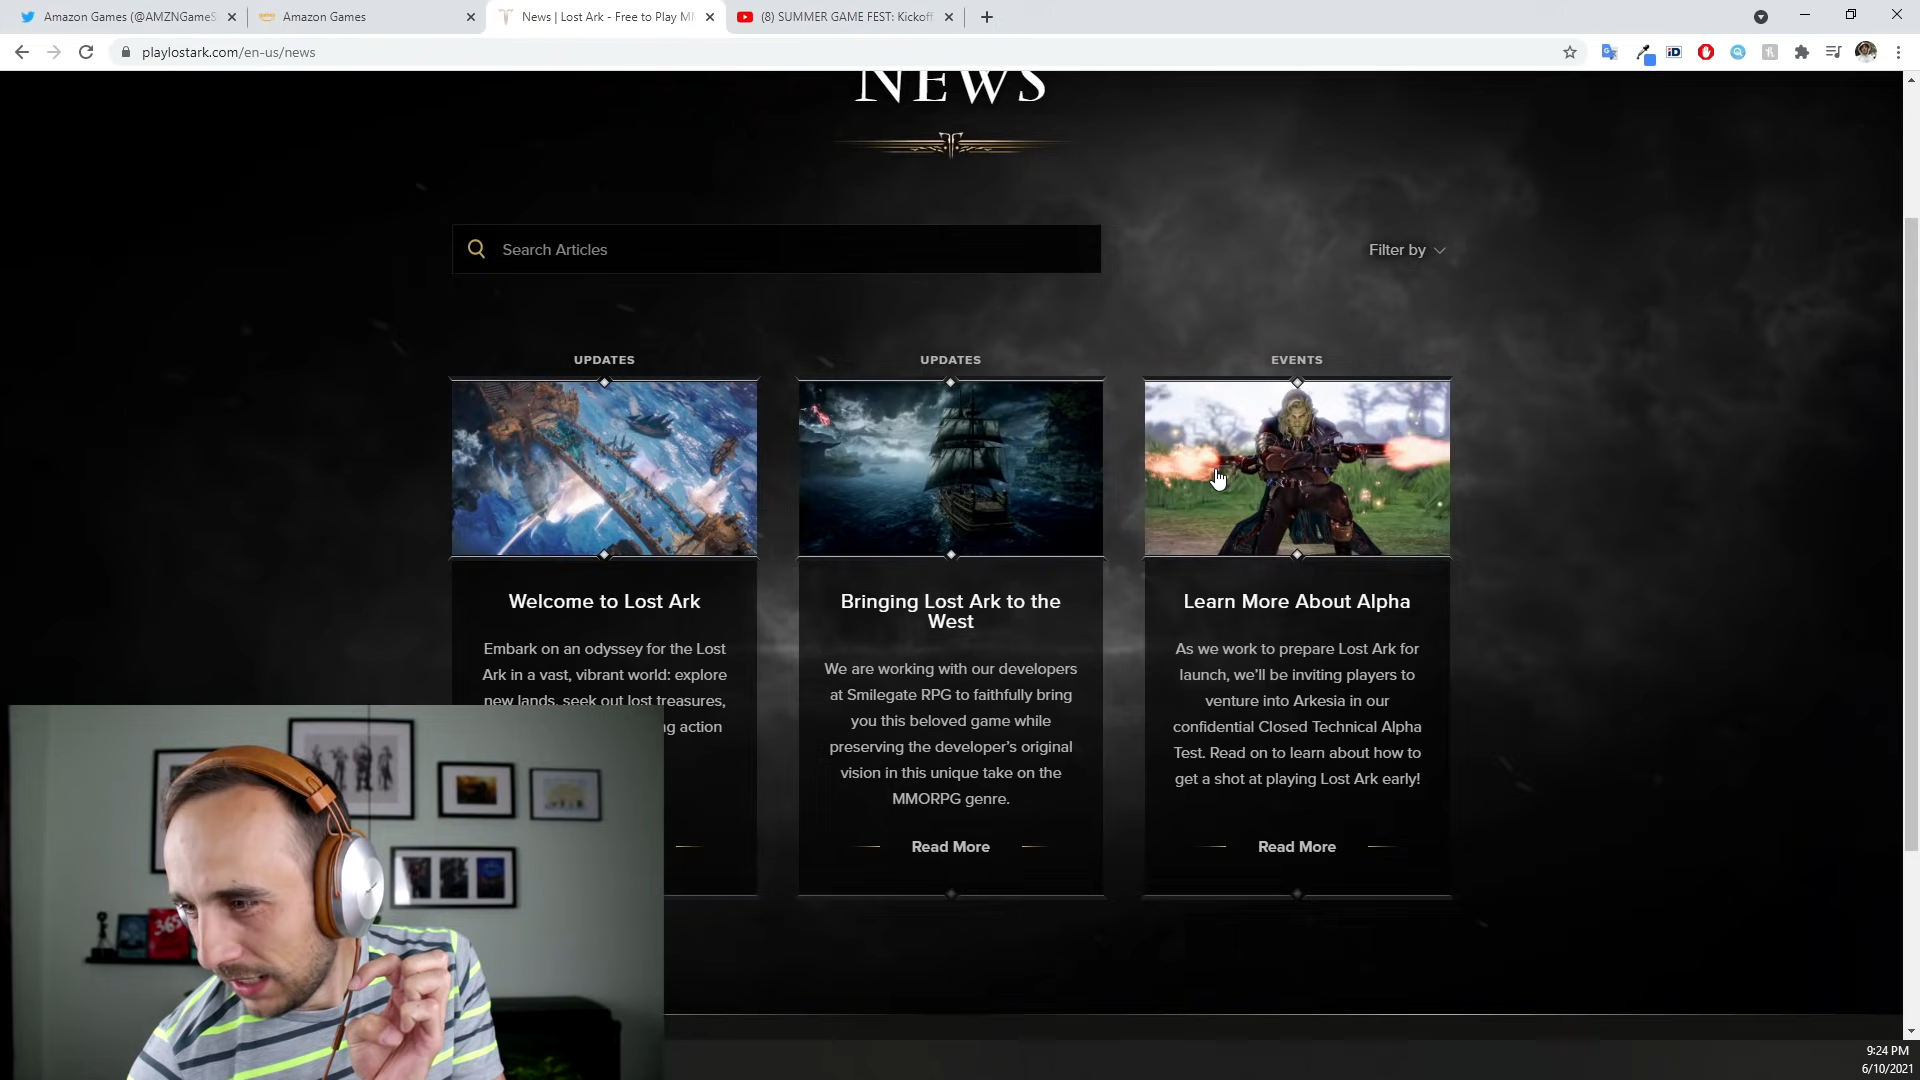 Amazon Games (@AMZNGameS
Amazon Games
News | Lost Ark - Free to Play M
(8) SUMMER GAME FEST: Kickoff
playlostark.com/en-us/news
NEWS
Search Articles
Filter by
UPDATES
UPDATES
EVENTS
Welcome to Lost Ark
Embark on an odyssey for the Lost
Ark in a vast, vibrant world: explore
new lands, seek out lost treasures,
g action
Bringing Lost Ark to the
West
We are working with our developers
at Smilegate RPG to faithfully bring
you this beloved game while
preserving the developer's original
vision in this unique take on the
MMORPG genre.
Read More
Learn More About Alpha
As we work to prepare Lost Ark for
launch, we'll be inviting players to
venture into Arkesia in our
confidential Closed Technical Alpha
Test. Read on to learn about how to
get a shot at playing Lost Ark early!
Read More
365
9:24 PM
6/10/2021